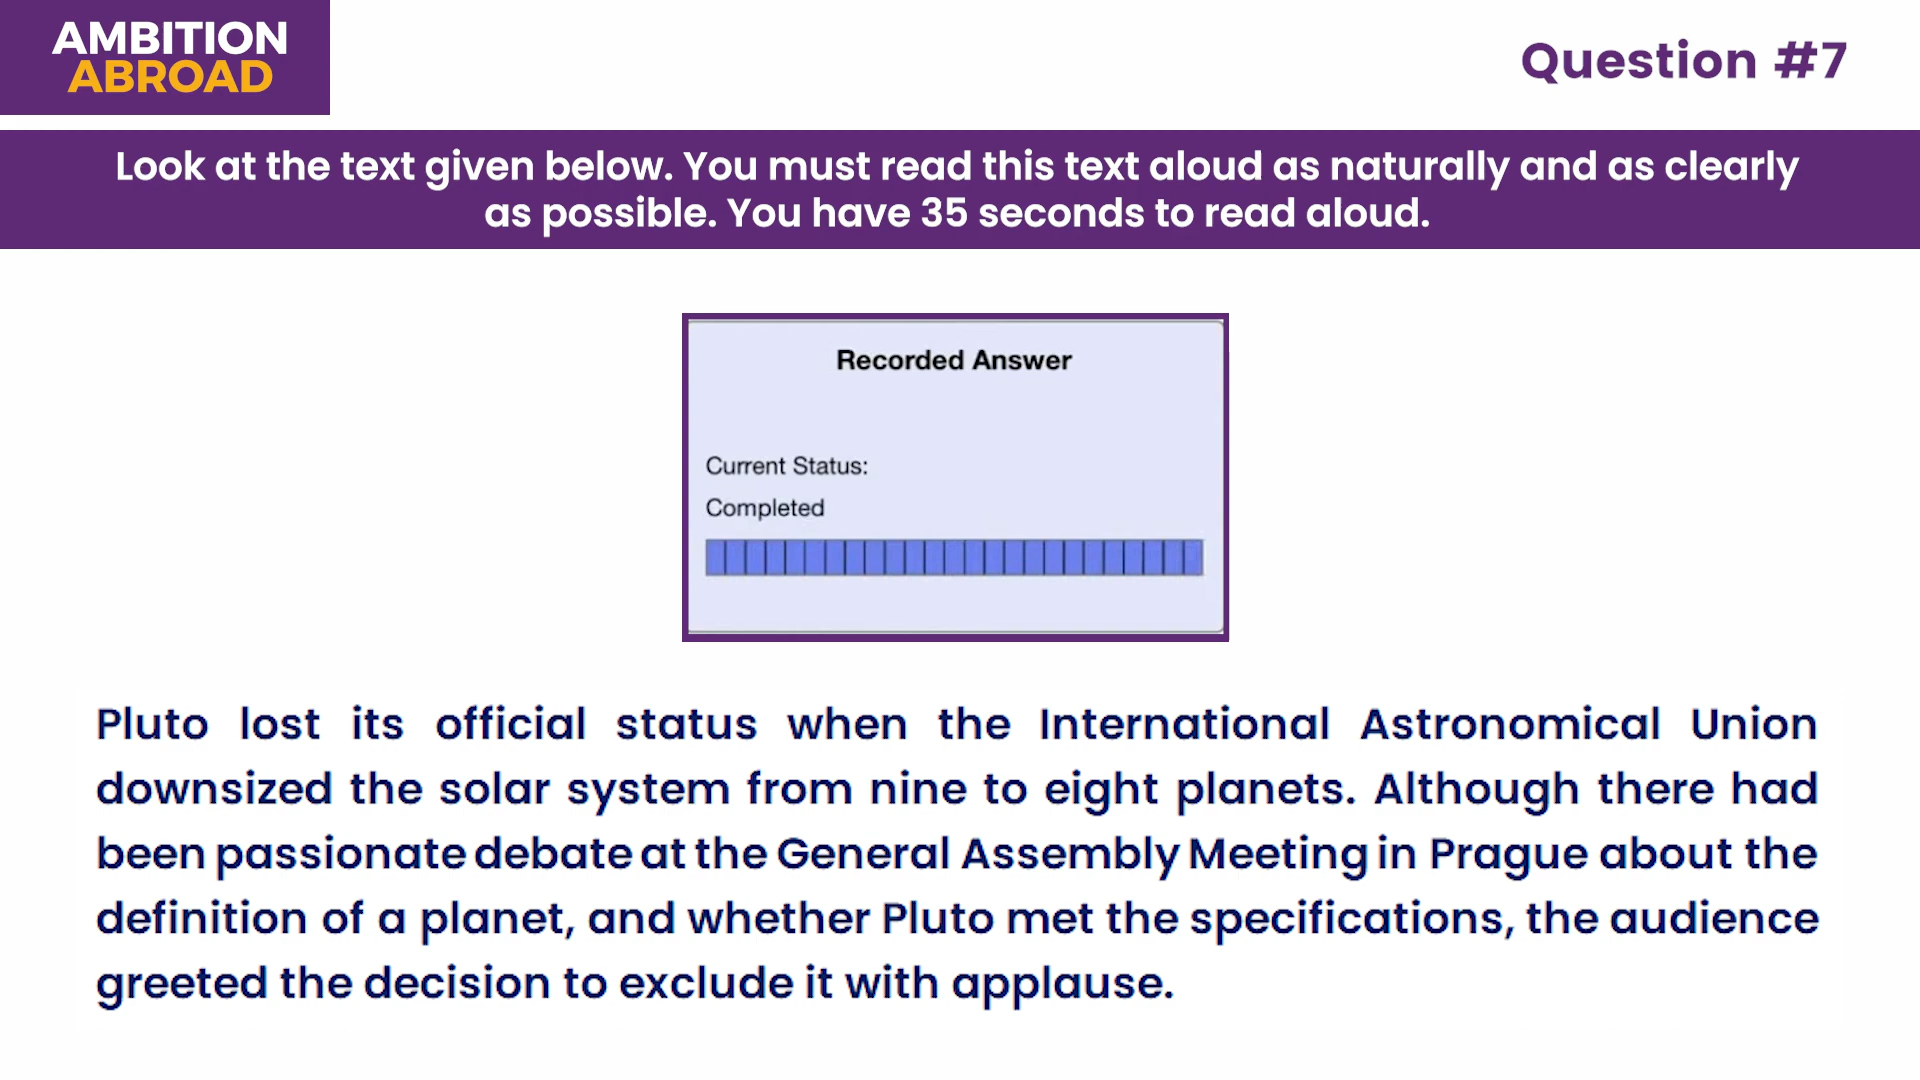 AMBITION
ABROAD
Question #7
Look at the text given below. You must read this text aloud as naturally and as clearly
as possible. You have 35 seconds to read aloud.
Recorded Answer
Current Status:
Completed
Pluto lost its official status when the International Astronomical Union
downsized the solar system from nine to eight planets. Although there had
been passionate debate at the General Assembly Meeting in Prague about the
definition of a planet, and whether Pluto met the specifications, the audience
greeted the decision to exclude it with applause.